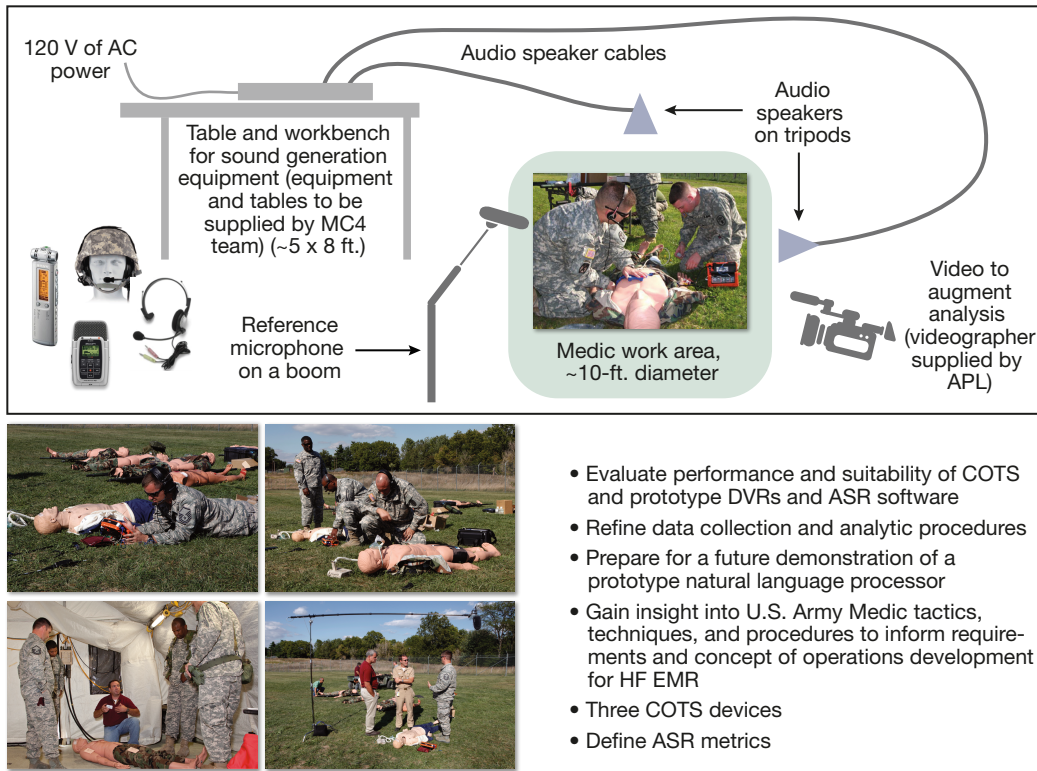 120 V of AC
power
Audio speaker cables
Audio
speakers
on tripods
Table and workbench
for sound generation
equipment (equipment
and tables to be
supplied by MC4
team) (~5 x 8 ft.)
Reference
microphone
on a boom
Medic work area,
~10-ft. diameter
Video to
augment
analysis
(videographer
supplied by
APL)
• Evaluate performance and suitability of COTS
and prototype DVRs and ASR software
• Refine data collection and analytic procedures
• Prepare for a future demonstration of a
prototype natural language processor
• Gain insight into U.S. Army Medic tactics,
techniques, and procedures to inform require-
ments and concept of operations development
for HF EMR
• Three COTS devices
• Define ASR metrics